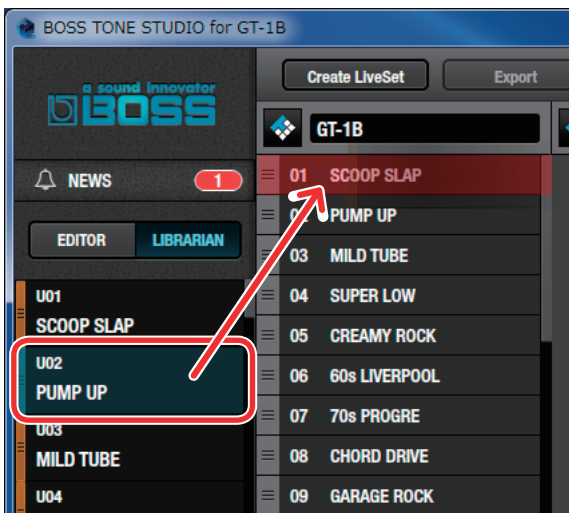 BOSS TONE STUDIO for GT-1B
a sound innovator
BOSS
NEWS
1
EDITOR
LIBRARIAN
U01
SCOOP SLAP
U02
PUMP UP
U03
MILD TUBE
U04
Create LiveSet
Export
GT-1B
01 SCOOP SLAP
PUMP UP
03 MILD TUBE
04 SUPER LOW
05 CREAMY ROCK
06 60s LIVERPOOL
07 70s PROGRE
08 CHORD DRIVE
09 GARAGE ROCK